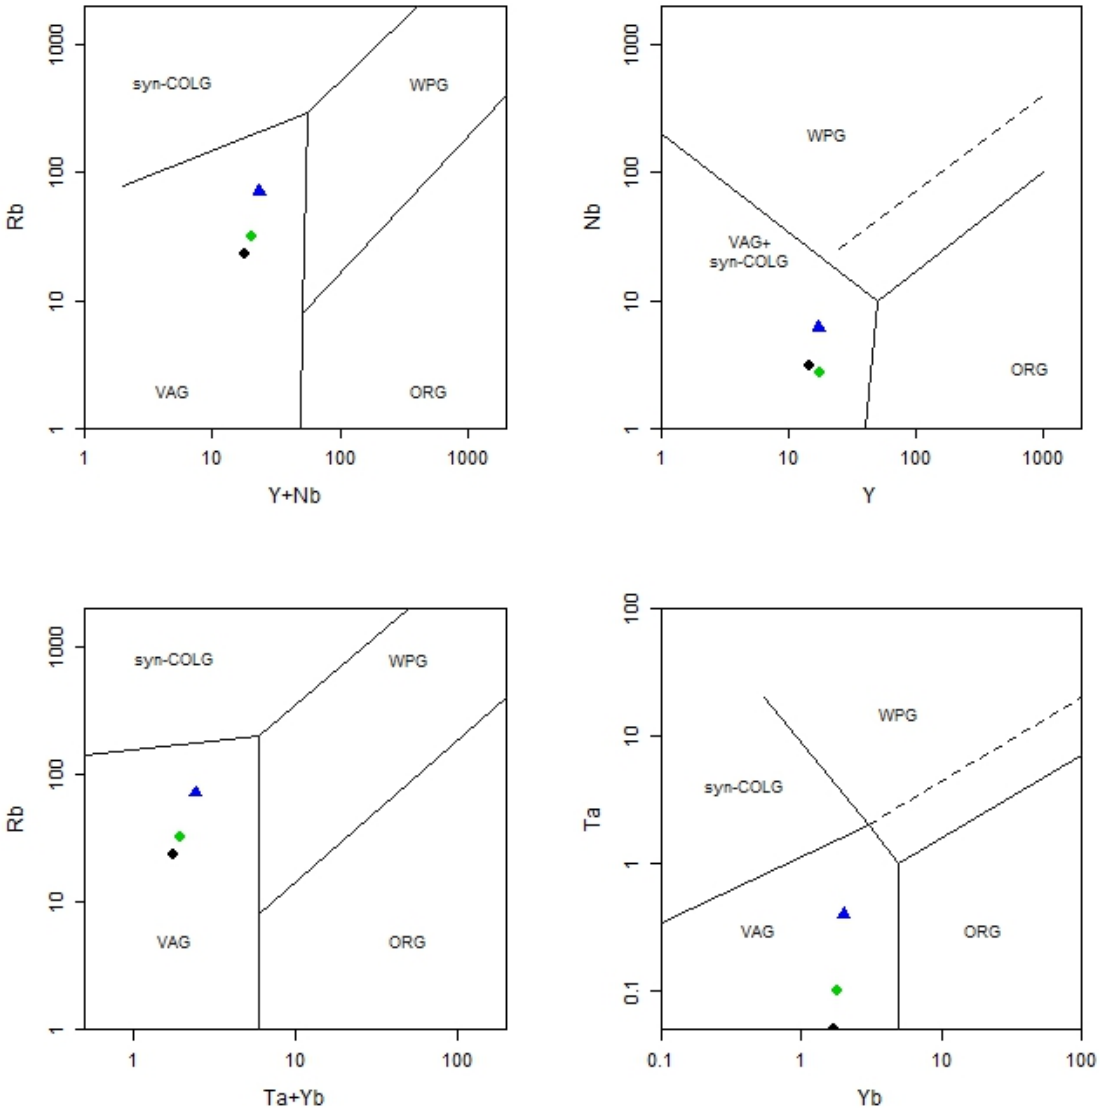 1000
100
10
1
Rb
syn-COLG
WPG
VAG
ORG
1
10
100
1000
Y+Nb
1000
100
10
1
Nb
WPG
VAG+
syn-COLG
ORG
1
10
100
1000
Y
1000
100
10
1
Rb
syn-COLG
WPG
VAG
ORG
1
10
100
Ta+Yb
100
10
1
0.1
Ta
WPG
syn-COLG
VAG
ORG
0.1
1
10
100
Yb